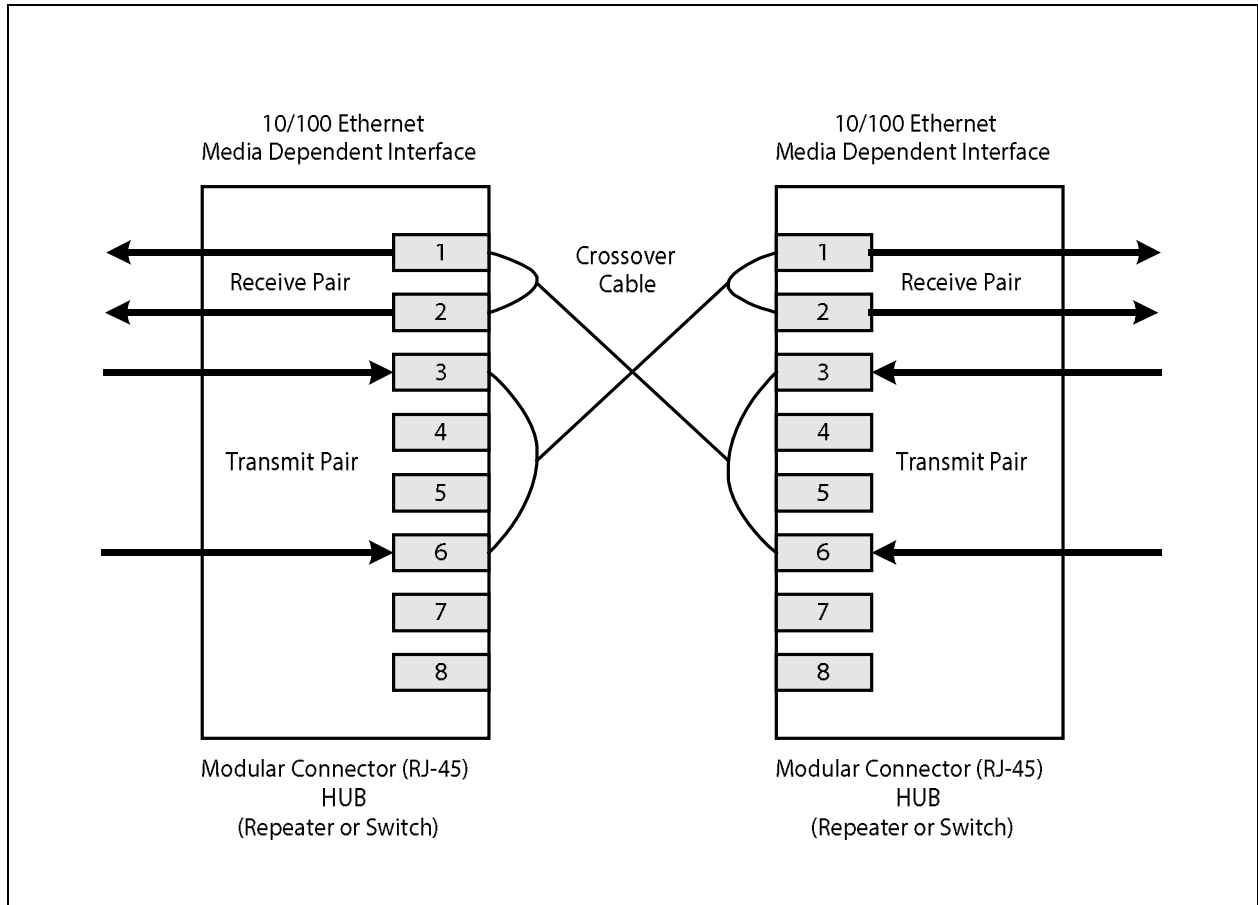 10/100 Ethernet
Media Dependent Interface
10/100 Ethernet
Media Dependent Interface
1
Receive Pair
2
3
4
Transmit Pair
5
6
7
8
Crossover
Cable
1
Receive Pair
2
3
4
Transmit Pair
5
6
7
8
Modular Connector (RJ-45)
HUB
(Repeater or Switch)
Modular Connector (RJ-45)
HUB
(Repeater or Switch)